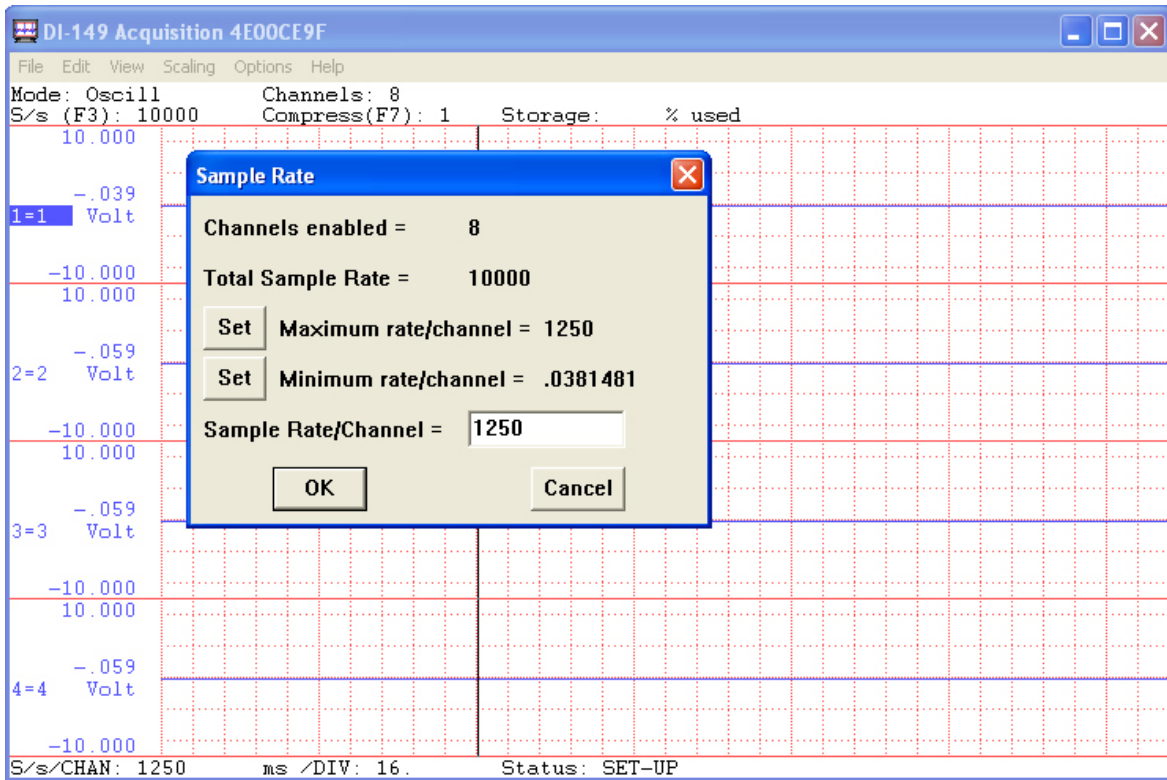 DI-149 Acquisition 4E00CE9F
File Edit View Scaling Options Help
Mode: Oscill Channels: 8
S/s (F3): 10000 Compress(F7): 1 Storage: % used
10.000
-.039
1=1 Volt
-10.000
10.000
-.059
2=2 Volt
-10.000
10.000
-.059
3=3 Volt
-10.000
10.000
-.059
4=4 Volt
-10.000
Sample Rate
Channels enabled = 8
Total Sample Rate = 10000
Set Maximum rate/channel = 1250
Set Minimum rate/channel = .0381481
Sample Rate/Channel = 1250
OK Cancel
S/s/CHAN: 1250 ms /DIV: 16. Status: SET-UP